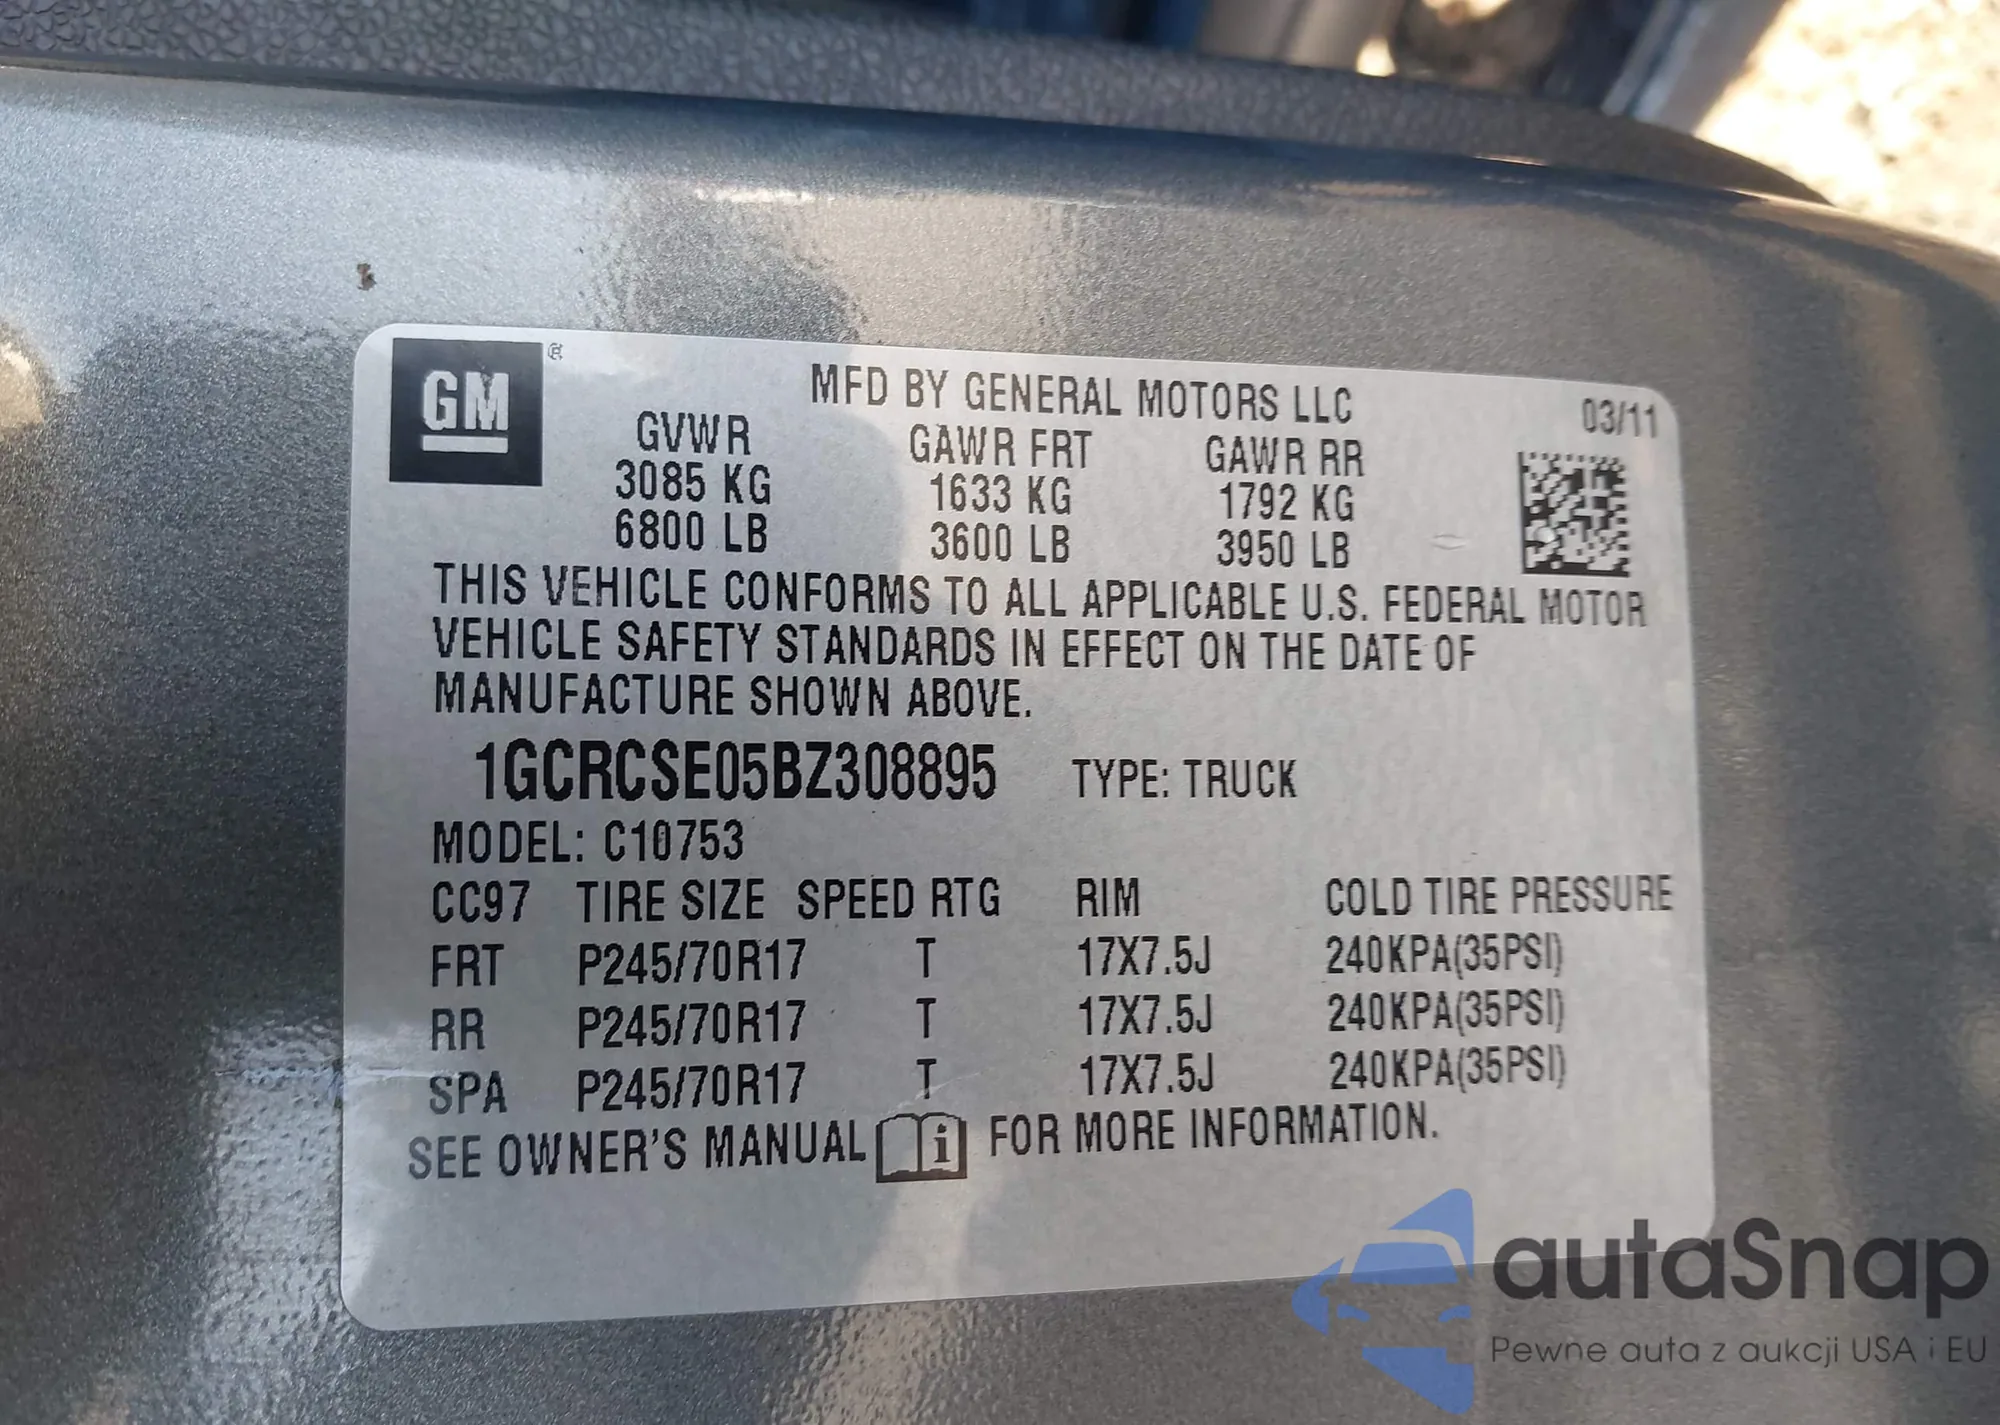 GM
MFD BY GENERAL MOTORS LLC 03/11
GVWR GAWR FRT GAWR RR
3085 KG 1633 KG 1792 KG
6800 LB 3600 LB 3950 LB
THIS VEHICLE CONFORMS TO ALL APPLICABLE U.S. FEDERAL MOTOR
VEHICLE SAFETY STANDARDS IN EFFECT ON THE DATE OF
MANUFACTURE SHOWN ABOVE.
1GCRCSE05BZ308895 TYPE: TRUCK
MODEL: C10753
CC97 TIRE SIZE SPEED RTG RIM COLD TIRE PRESSURE
FRT P245/70R17 T 17X7.5J 240KPA(35PSI)
RR P245/70R17 T 17X7.5J 240KPA(35PSI)
SPA P245/70R17 T 17X7.5J 240KPA(35PSI)
SEE OWNER'S MANUAL i FOR MORE INFORMATION.
autaSnap
Pewne auta z aukcji USA i EU